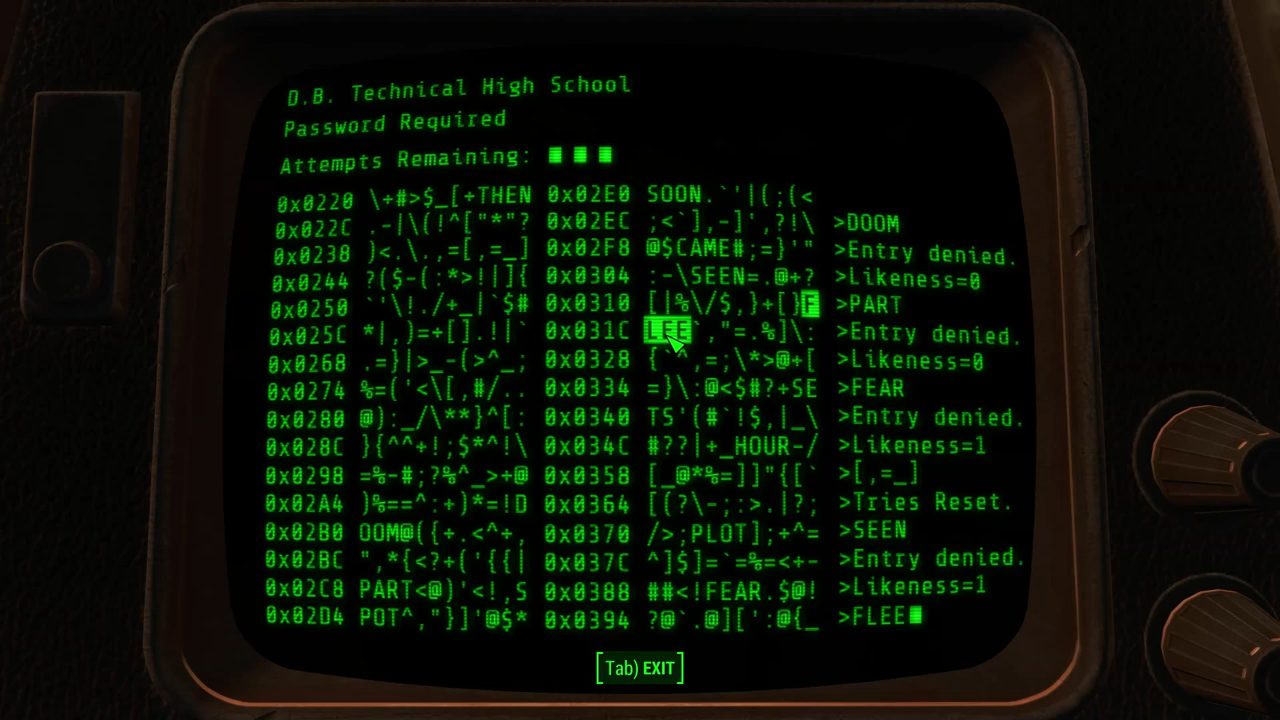 D.B. Technical High School
Password Required
Attempts Remaining: ■ ■ ■
0x0220 \+#>$_[+THEN 0x02E0 SOON.`'|(;(<
0x022C .-|\(!^["*"? 0x02EC ;<`],-]',?!\ >DOOM
0x0238 )<.\.,=[,=_] 0x02F8 @$CAME#;=}'" >Entry denied.
0x0244 ?($-(:*>!|]{ 0x0304 :-\SEEN=.@+? >Likeness=0
0x0250 `'\!./+_|`$# 0x0310 [|%\/$,}+[}F >PART
0x025C *|,)=+[].!|` 0x031C LEE`,"=.%]\: >Entry denied.
0x0268 .=}|>_-(>^_; 0x0328 {`^,=;\*>@+[ >Likeness=0
0x0274 %=('<\[,#/.. 0x0334 =}\:@<$#?+SE >FEAR
0x0280 @):_/\**}^[: 0x0340 TS'(#`!$,|_\ >Entry denied.
0x028C }{^^+!;$*^!\ 0x034C #??|+_HOUR-/ >Likeness=1
0x0298 =%-#;?%^_>+@ 0x0358 [_@*%=]]"{[` >[,=_]
0x02A4 )%==^:+)*=!D 0x0364 [(?\-;:>.|?; >Tries Reset.
0x02B0 OOM@({+.<^+, 0x0370 />;PLOT];+^= >SEEN
0x02BC ",*{<?+('{{| 0x037C ^]$]=`=%=<+- >Entry denied.
0x02C8 PART<@)'<!,S 0x0388 ##<!FEAR.$@! >Likeness=1
0x02D4 POT^,"}]'@$* 0x0394 ?@`.@][':@{_ >FLEE■
[Tab) EXIT]